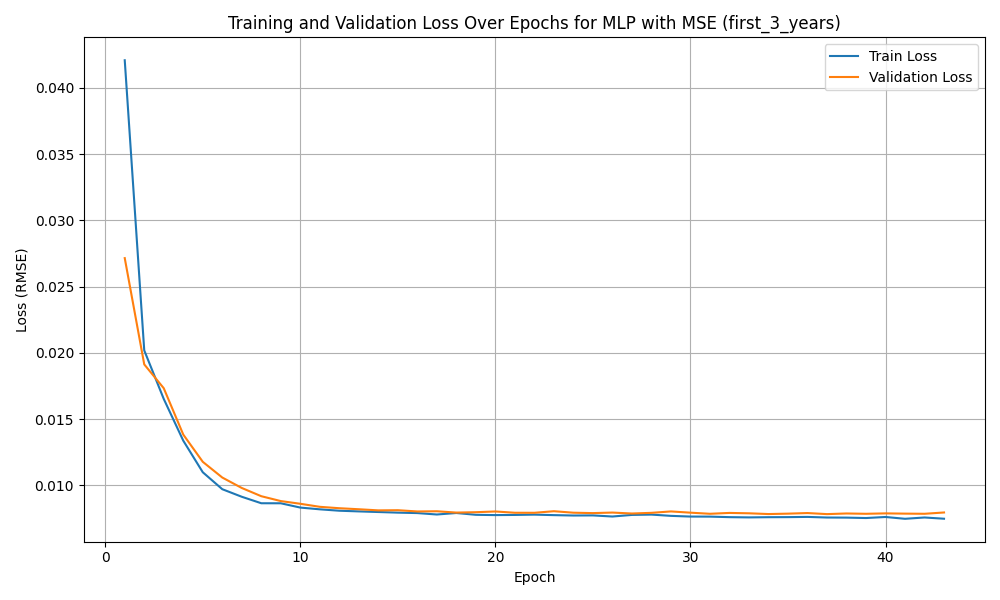 Training and Validation Loss Over Epochs for MLP with MSE (first_3_years)
Train Loss
Validation Loss
Loss (RMSE)
0.040
0.035
0.030
0.025
0.020
0.015
0.010
0
10
20
30
40
Epoch